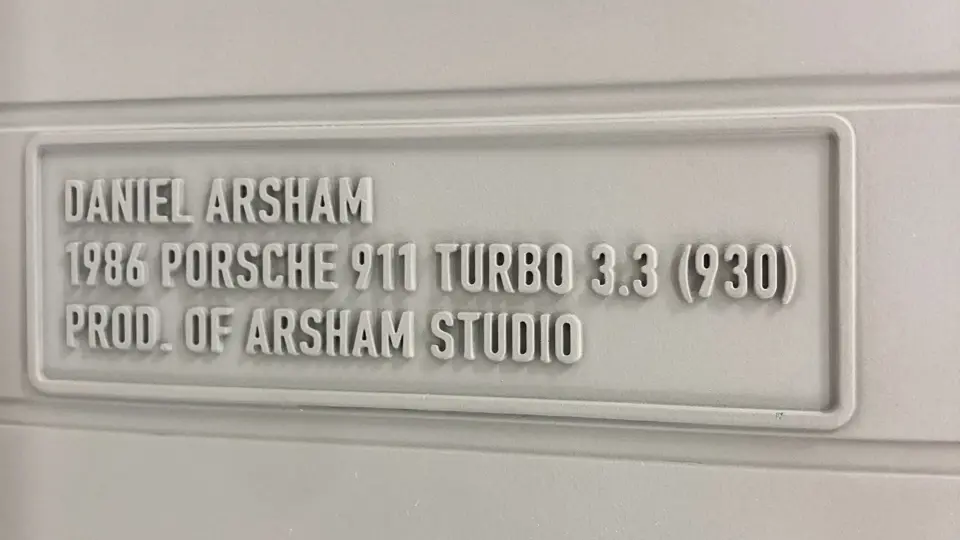 DANIEL ARSHAM
1986 PORSCHE 911 TURBO 3.3 (930)
PROD. OF ARSHAM STUDIO